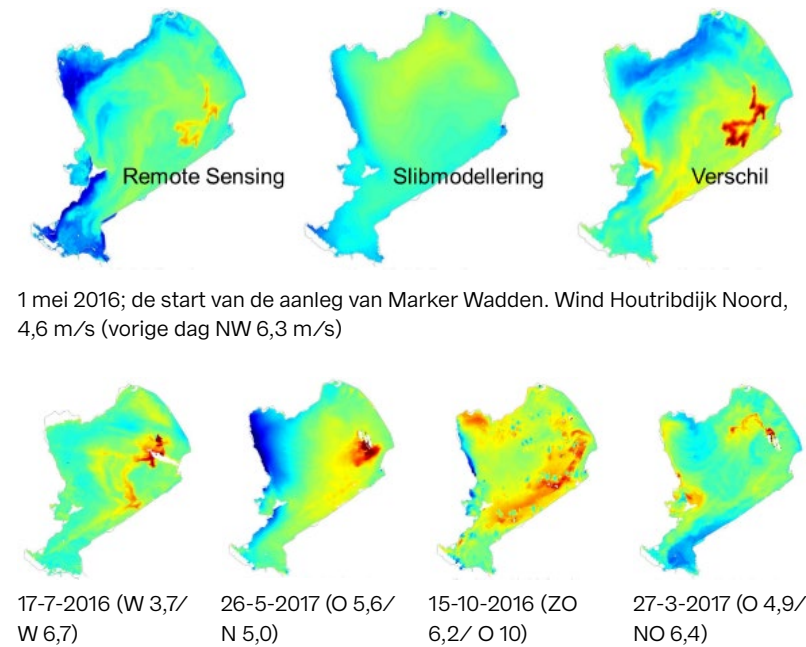 Remote Sensing
Slibmodellering
Verschil
1 mei 2016; de start van de aanleg van Marker Wadden. Wind Houtribdijk Noord,
4,6 m/s (vorige dag NW 6,3 m/s)
17-7-2016 (W 3,7/
W 6,7)
26-5-2017 (O 5,6/
N 5,0)
15-10-2016 (ZO
6,2/ O 10)
27-3-2017 (O 4,9/
NO 6,4)